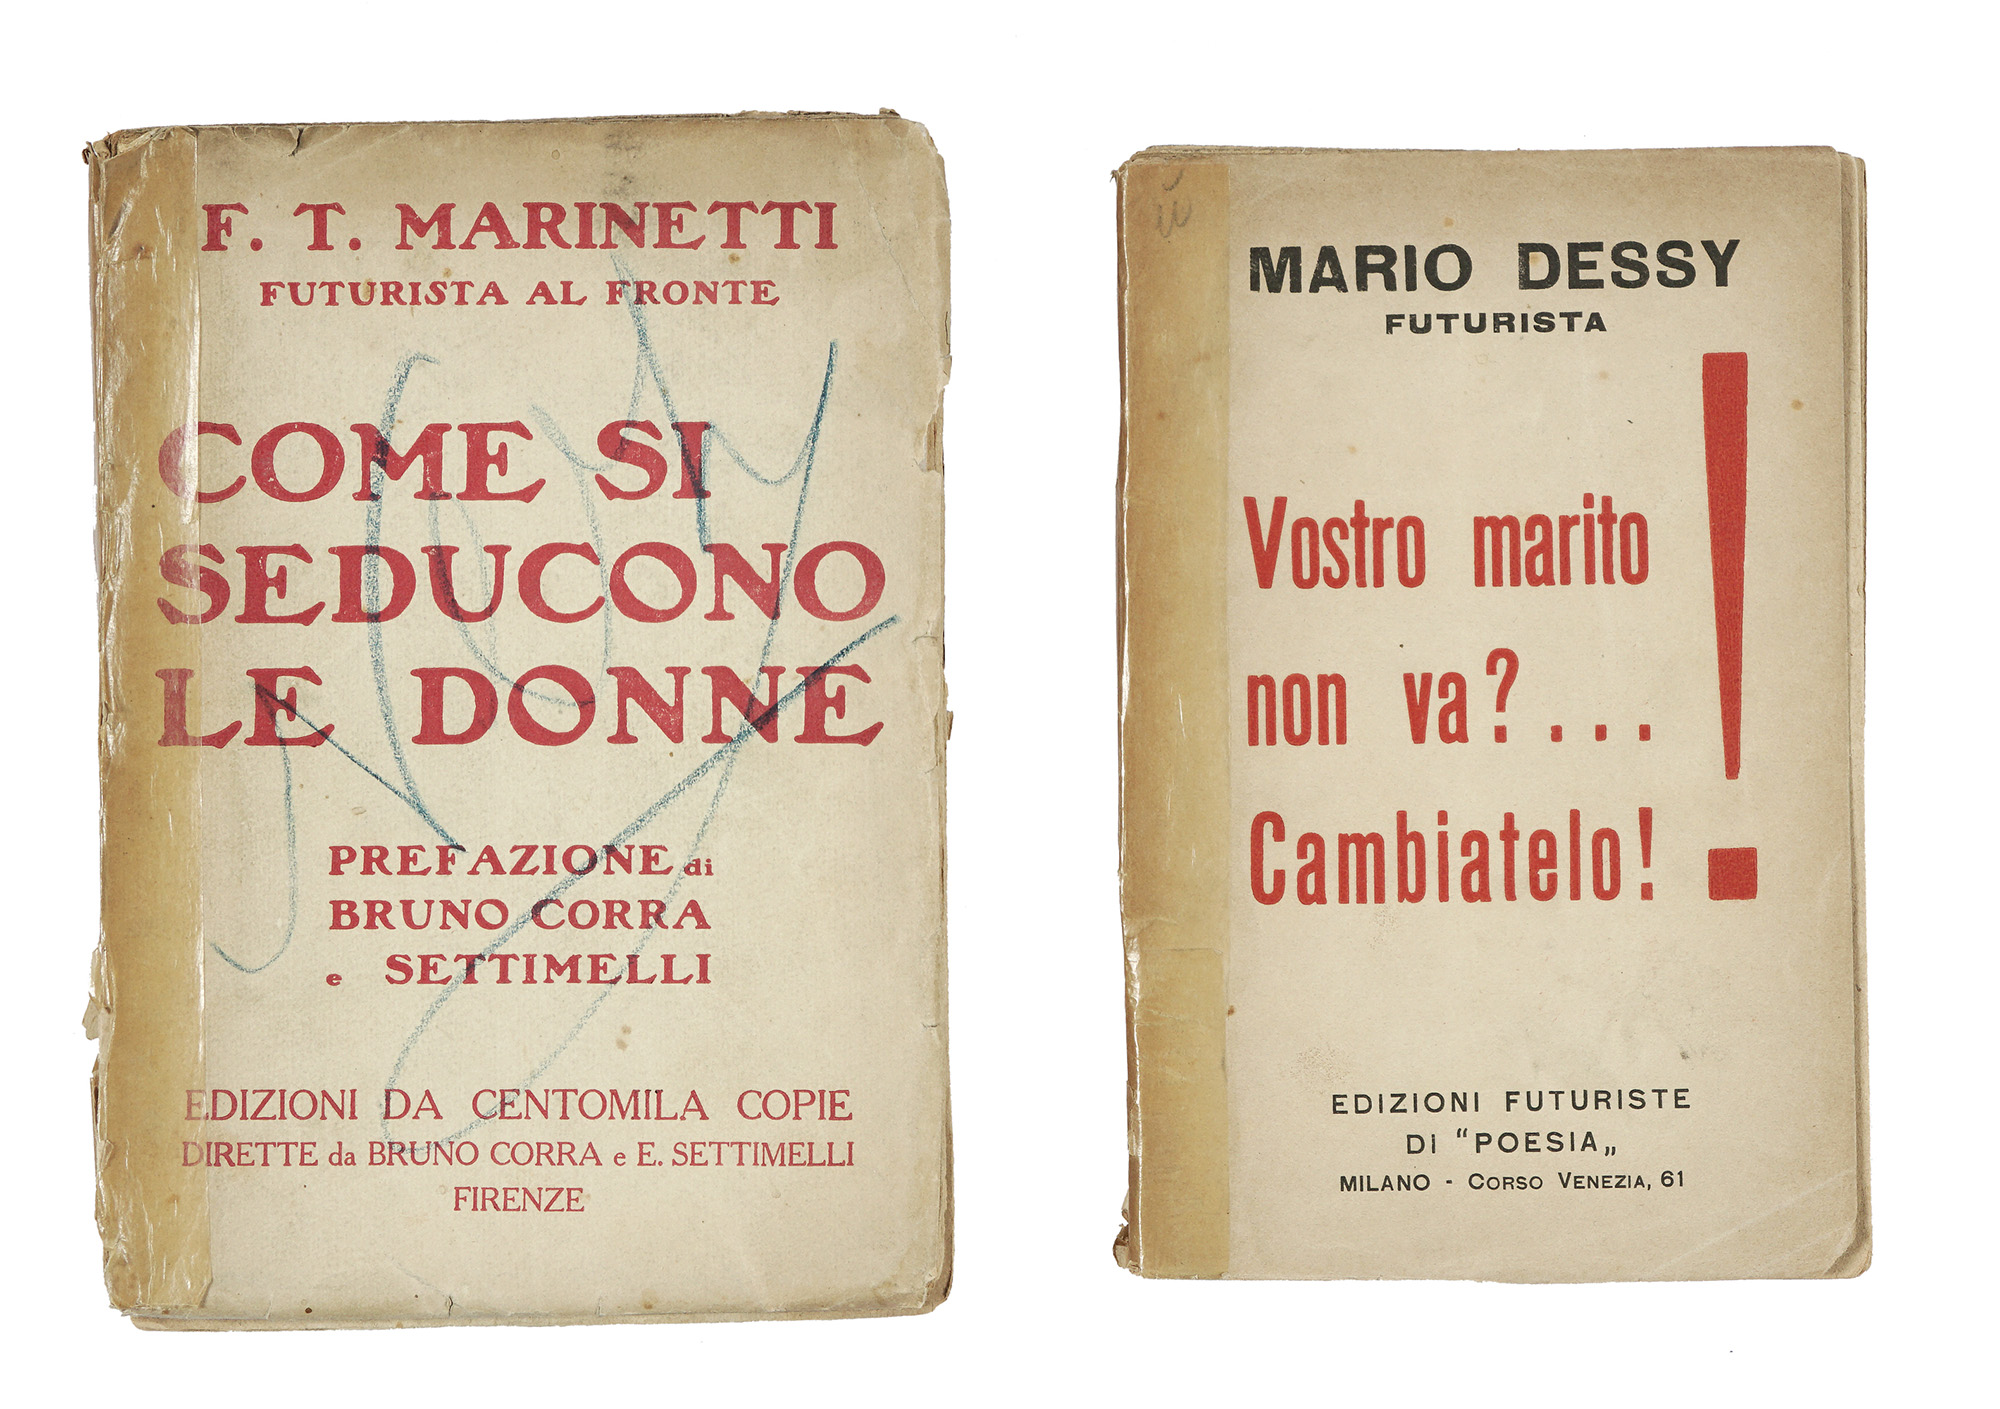 F. T. MARINETTI
FUTURISTA AL FRONTE
COME SI
SEDUCONO
LE DONNE
PREFAZIONE di
BRUNO CORRA
e SETTIMELLI
EDIZIONI DA CENTOMILA COPIE
DIRETTE da BRUNO CORRA e E. SETTIMELLI
FIRENZE
MARIO DESSY
FUTURISTA
Vostro marito
non va?...
Cambiatelo!
!
EDIZIONI FUTURISTE
DI “POESIA„
MILANO - CORSO VENEZIA, 61